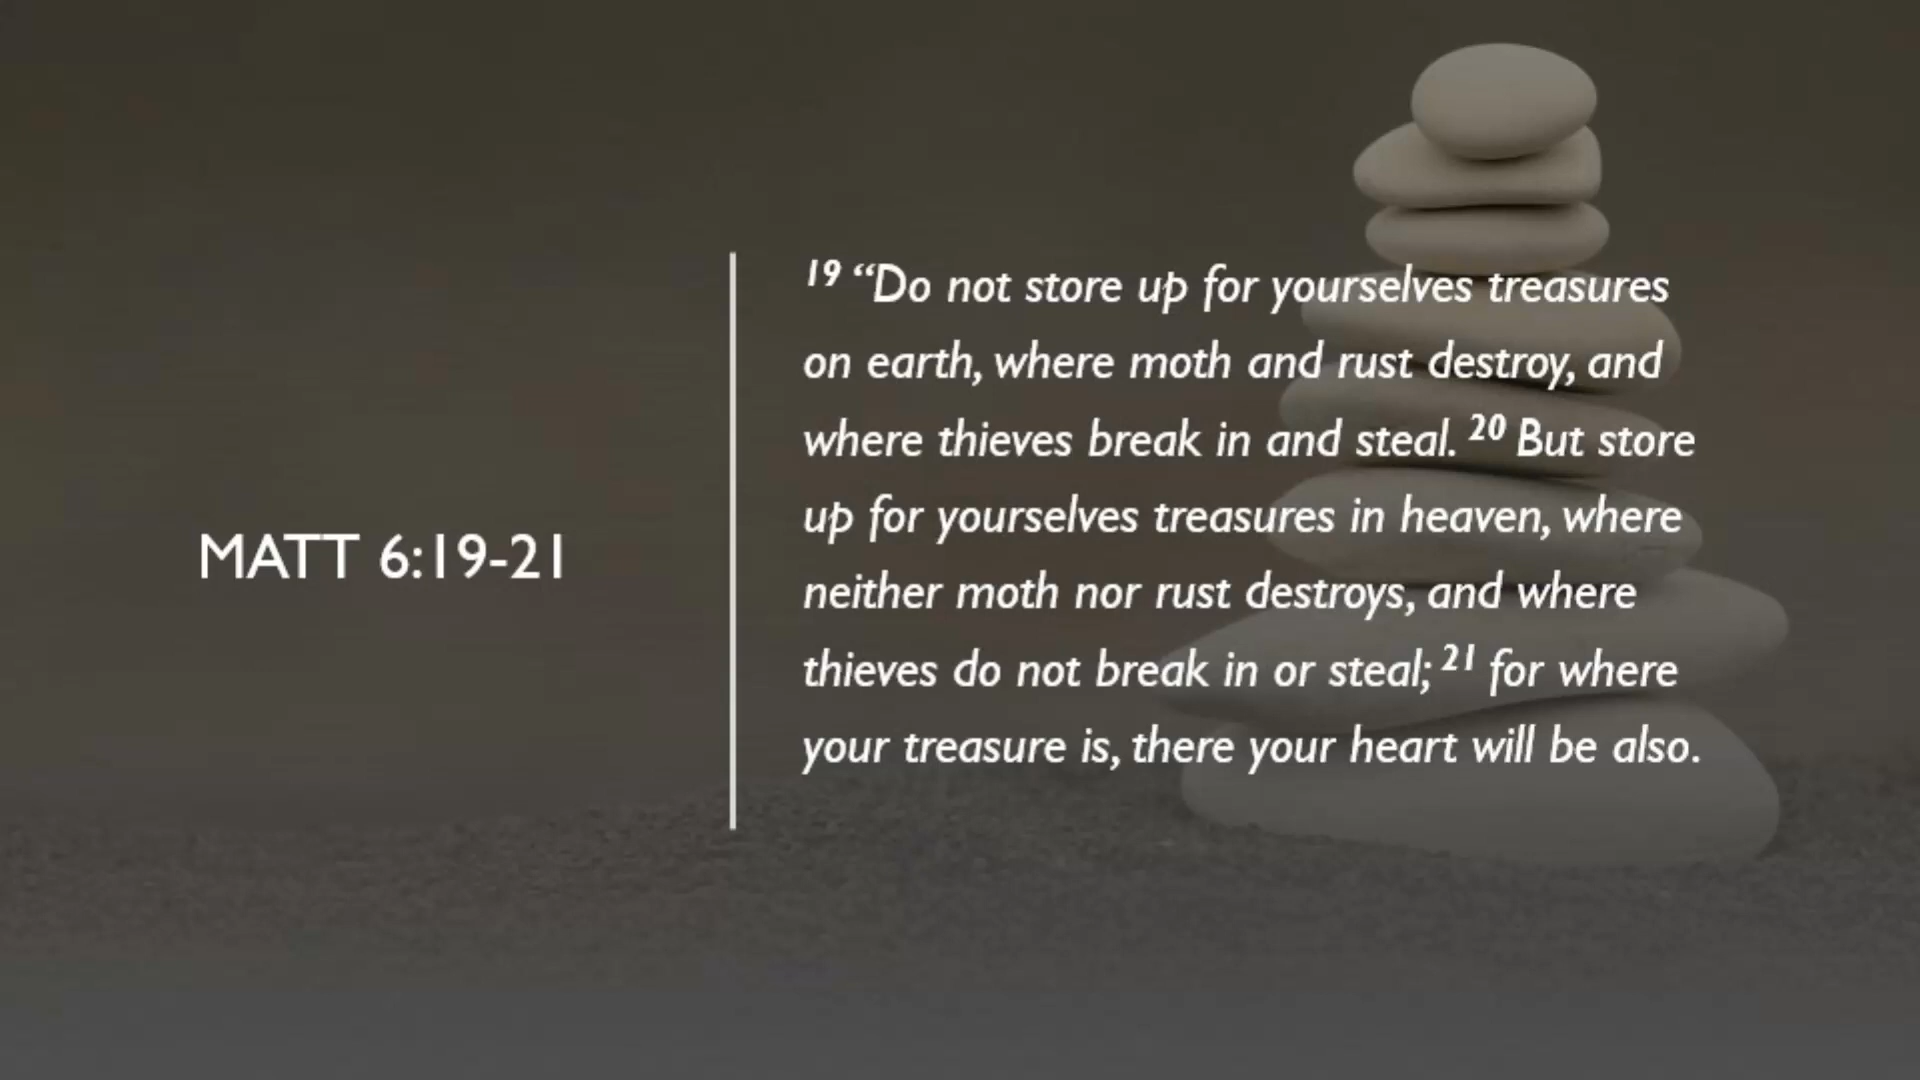 MATT 6:19-21
19 “Do not store up for yourselves treasures
on earth, where moth and rust destroy, and
where thieves break in and steal. 20 But store
up for yourselves treasures in heaven, where
neither moth nor rust destroys, and where
thieves do not break in or steal; 21 for where
your treasure is, there your heart will be also.